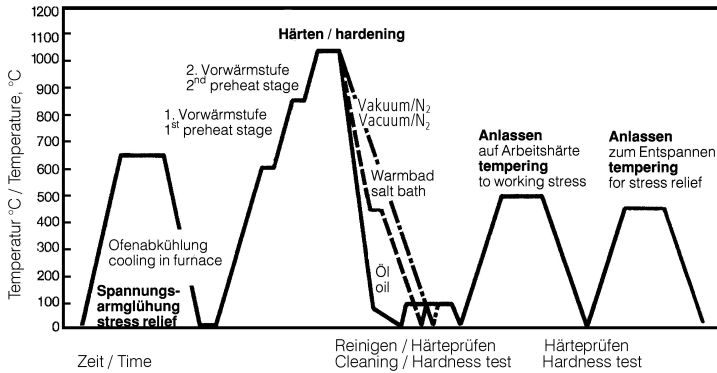 1200
1100
1000
900
800
700
600
500
400
300
200
100
0
Temperatur °C / Temperature, °C
Härten / hardening
2. Vorwärmstufe
2nd preheat stage
1. Vorwärmstufe
1st preheat stage
Vakuum/N2
Vacuum/N2
Warmbad
salt bath
Öl
oil
Ofenabkühlung
cooling in furnace
Spannungs-
armglühung
stress relief
Anlassen
auf Arbeitshärte
tempering
to working stress
Anlassen
zum Entspannen
tempering
for stress relief
Zeit / Time
Reinigen / Härteprüfen
Cleaning / Hardness test
Härteprüfen
Hardness test